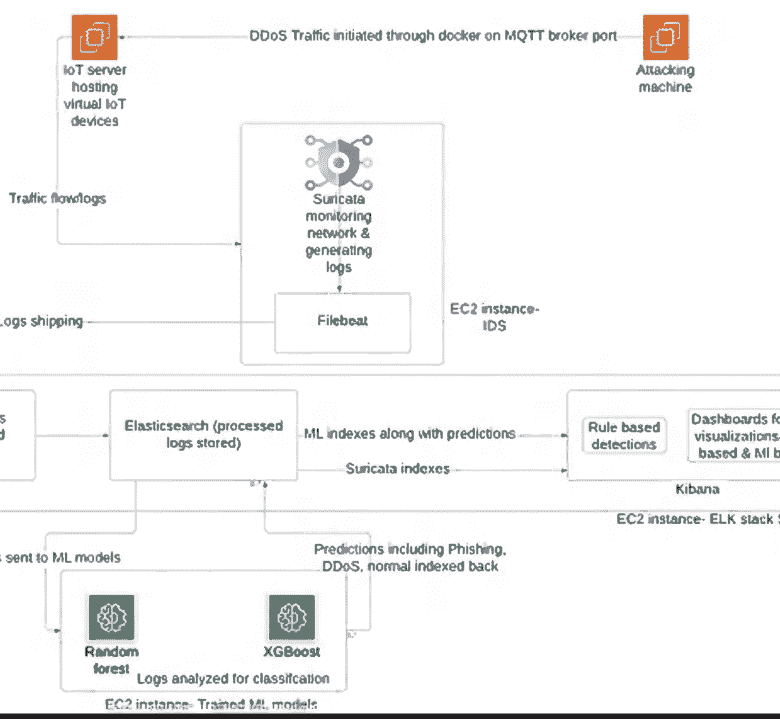 DDoS Traffic initiated through docker on MQTT broker port
IoT server
hosting
virtual IoT
devices
Attacking
machine
Traffic flow/logs
Suricata
monitoring
network &
generating
logs
Filebeat
EC2 instance-
IDS
Logs shipping
Elasticsearch (processed
logs stored)
ML indexes along with predictions
Suricata indexes
Rule based
detections
Dashboards
visualizations
based &
Kibana
EC2 instance- ELK stack
sent to ML models
Predictions including Phishing,
DDoS, normal indexed back
Random
forest
XGBoost
Logs analyzed for classifcation
EC2 instance- Trained ML models